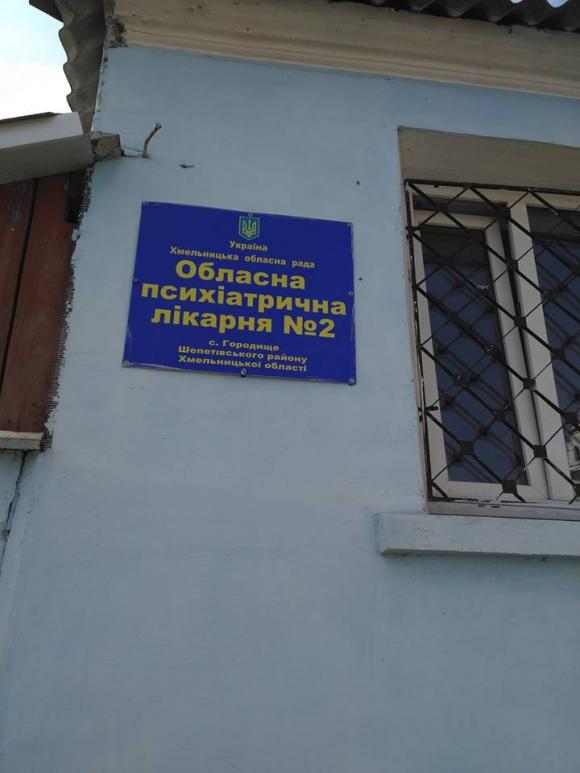 Україна
Хмельницька обласна рада
Обласна
психіатрична
лікарня №2
с. Городище
Шепетівського району
Хмельницької області